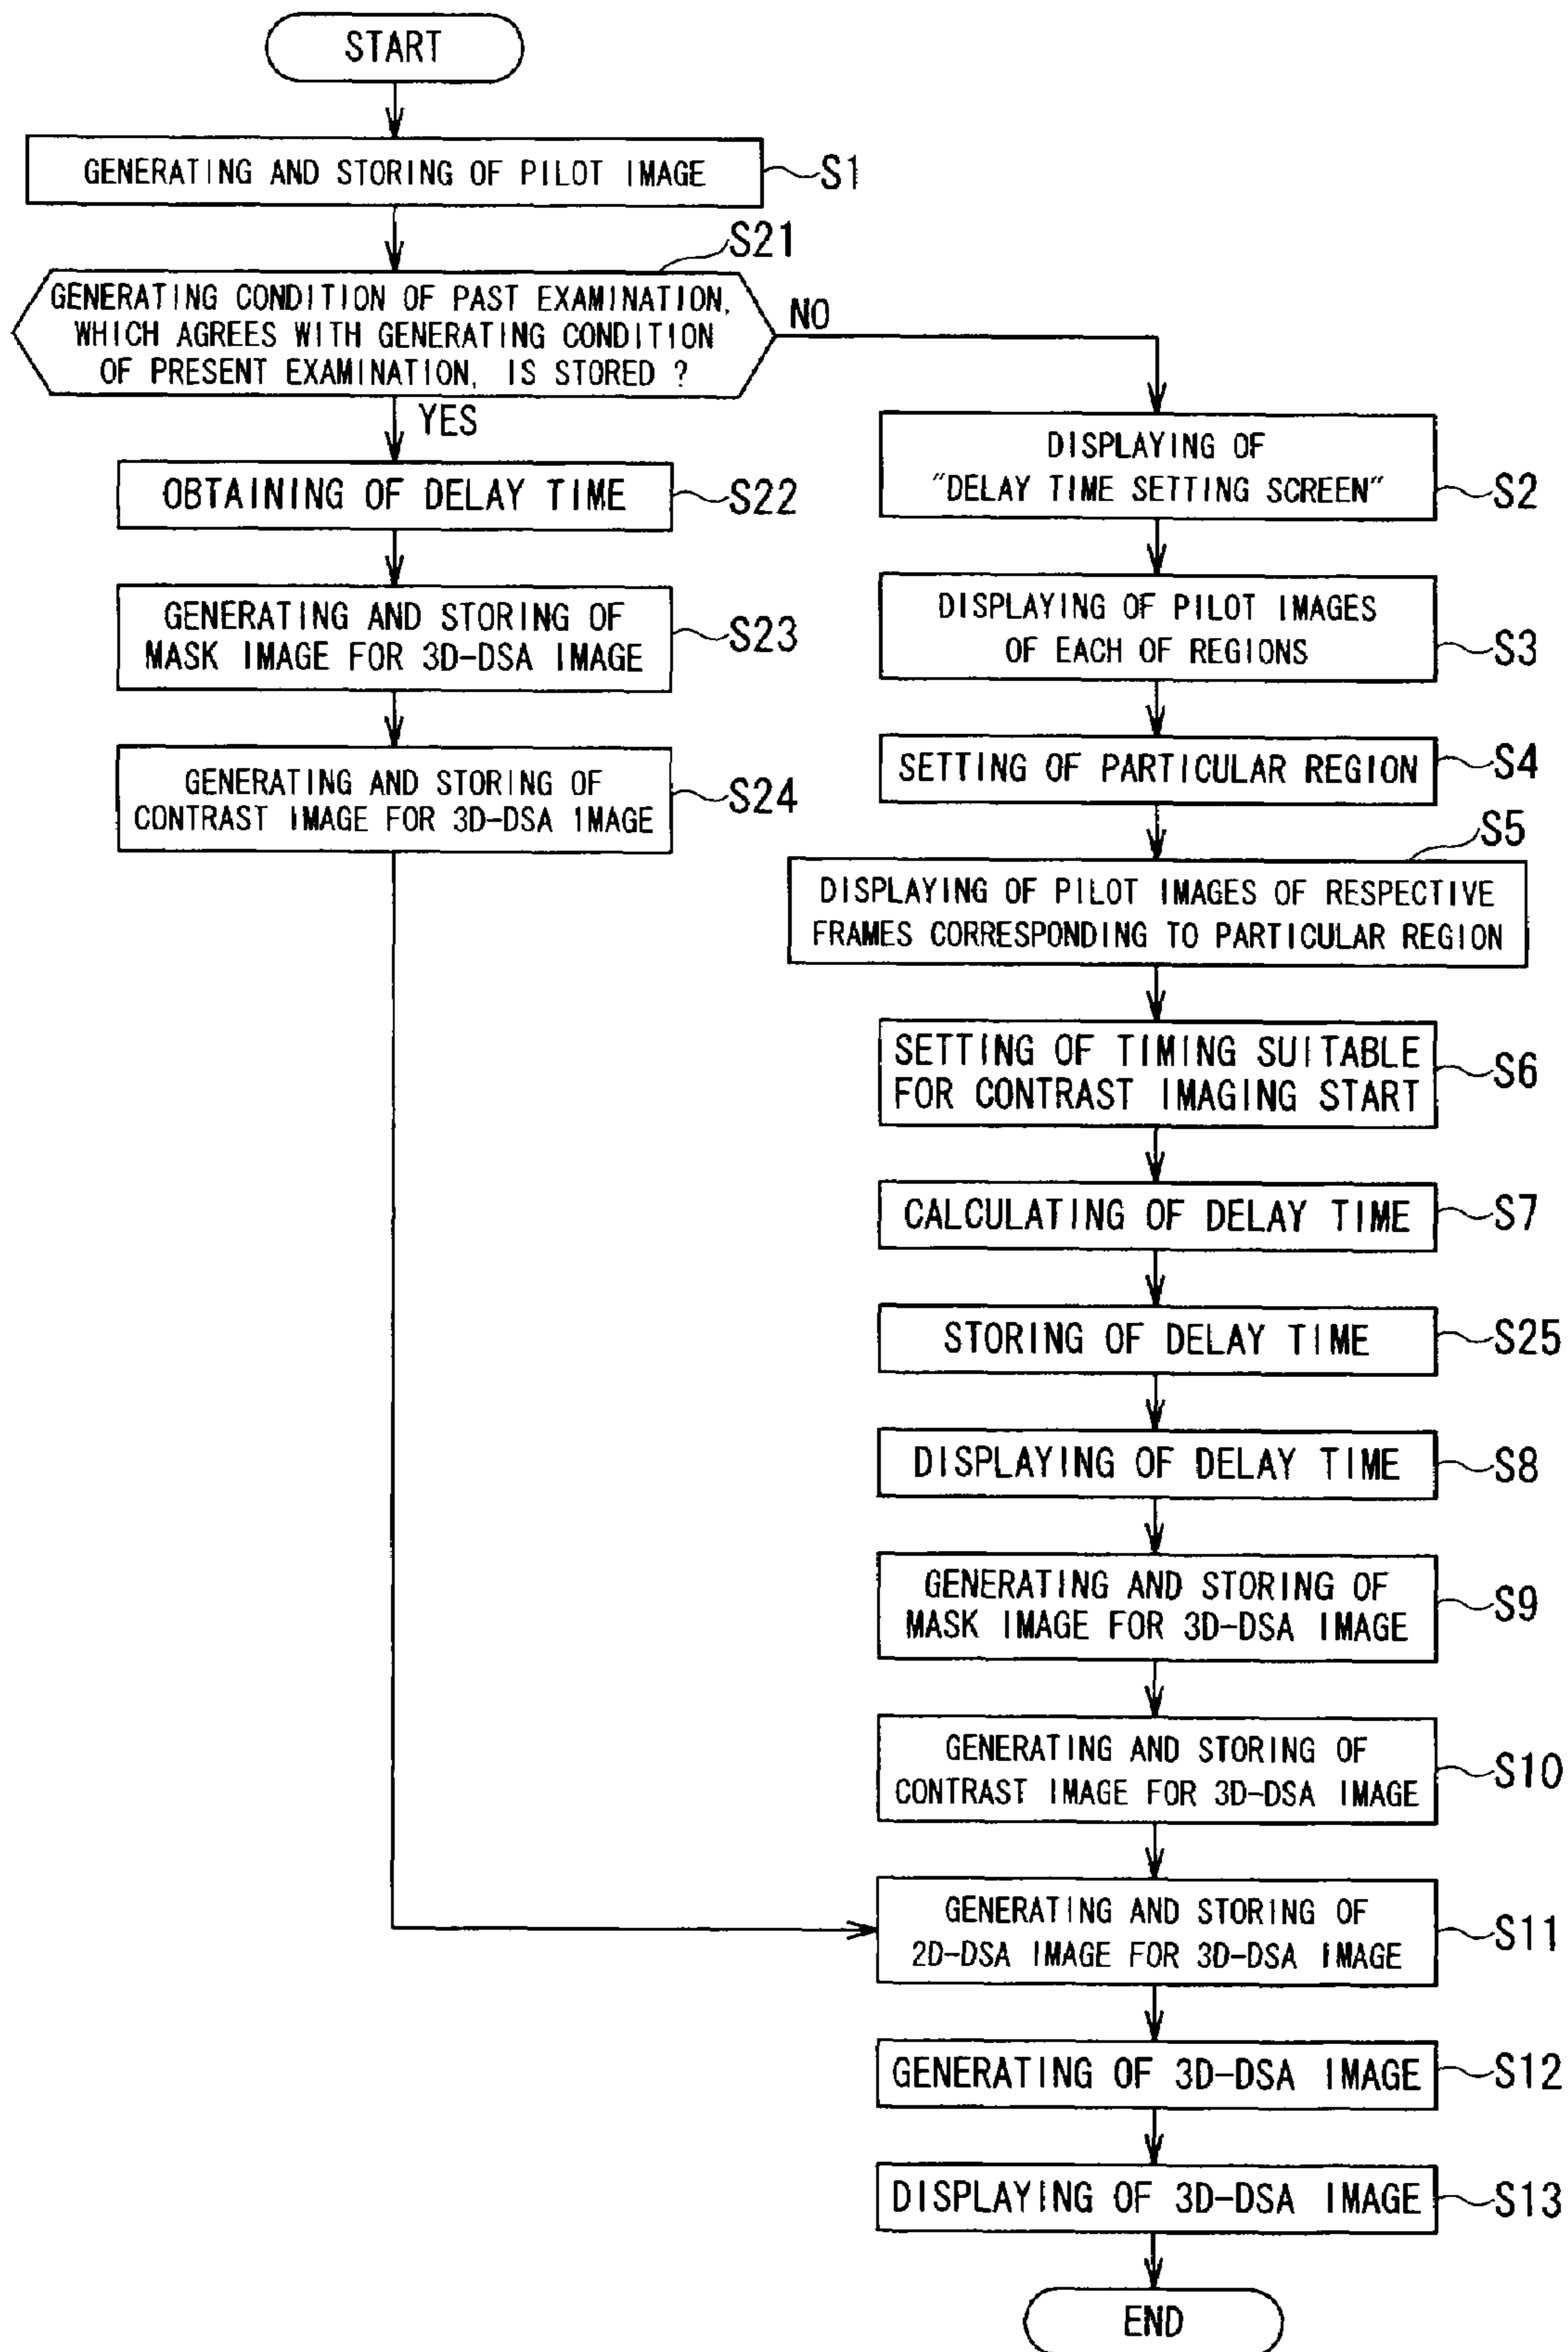 START
GENERATING AND STORING OF PILOT IMAGE
S1
S21
GENERATING CONDITION OF PAST EXAMINATION,
WHICH AGREES WITH GENERATING CONDITION
OF PRESENT EXAMINATION, IS STORED ?
NO
YES
OBTAINING OF DELAY TIME
S22
GENERATING AND STORING OF
MASK IMAGE FOR 3D-DSA IMAGE
S23
GENERATING AND STORING OF
CONTRAST IMAGE FOR 3D-DSA IMAGE
S24
DISPLAYING OF
"DELAY TIME SETTING SCREEN"
S2
DISPLAYING OF PILOT IMAGES
OF EACH OF REGIONS
S3
SETTING OF PARTICULAR REGION
S4
S5
DISPLAYING OF PILOT IMAGES OF RESPECTIVE
FRAMES CORRESPONDING TO PARTICULAR REGION
SETTING OF TIMING SUITABLE
FOR CONTRAST IMAGING START
S6
CALCULATING OF DELAY TIME
S7
STORING OF DELAY TIME
S25
DISPLAYING OF DELAY TIME
S8
GENERATING AND STORING OF
MASK IMAGE FOR 3D-DSA IMAGE
S9
GENERATING AND STORING OF
CONTRAST IMAGE FOR 3D-DSA IMAGE
S10
GENERATING AND STORING OF
2D-DSA IMAGE FOR 3D-DSA IMAGE
S11
GENERATING OF 3D-DSA IMAGE
S12
DISPLAYING OF 3D-DSA IMAGE
S13
END